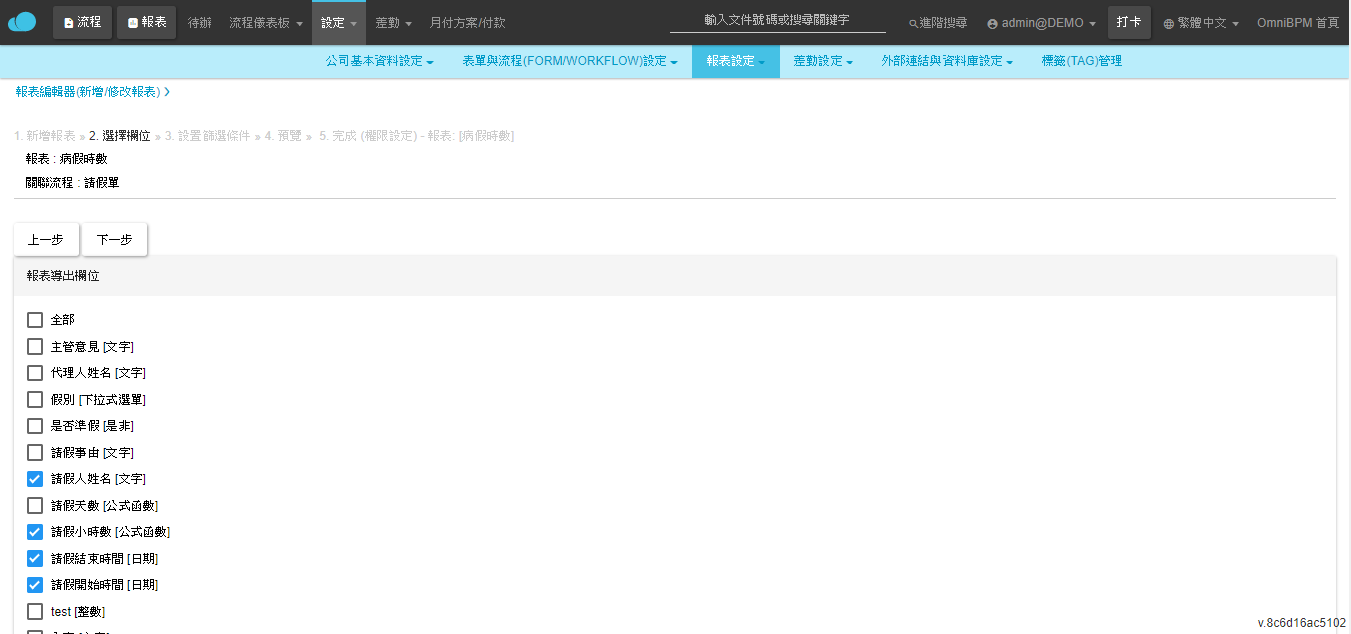 流程 報表 待辦 流程儀表板 設定 差勤 月付方案/付款 輸入文件號碼或搜尋關鍵字 進階搜尋 admin@DEMO 打卡 繁體中文 OmniBPM 首頁
公司基本資料設定 表單與流程(FORM/WORKFLOW)設定 報表設定 差勤設定 外部連結與資料庫設定 標籤(TAG)管理
報表編輯器(新增/修改報表)
1. 新增報表 » 2. 選擇欄位 » 3. 設置篩選條件 » 4. 預覽 » 5. 完成 (權限設定) - 報表: [病假時數]
報表 : 病假時數
關聯流程 : 請假單
上一步 下一步
報表導出欄位
全部
主管意見 [文字]
代理人姓名 [文字]
假別 [下拉式選單]
是否準假 [是非]
請假事由 [文字]
請假人姓名 [文字]
請假天數 [公式函數]
請假小時數 [公式函數]
請假結束時間 [日期]
請假開始時間 [日期]
test [整數]
v.8c6d16ac5102